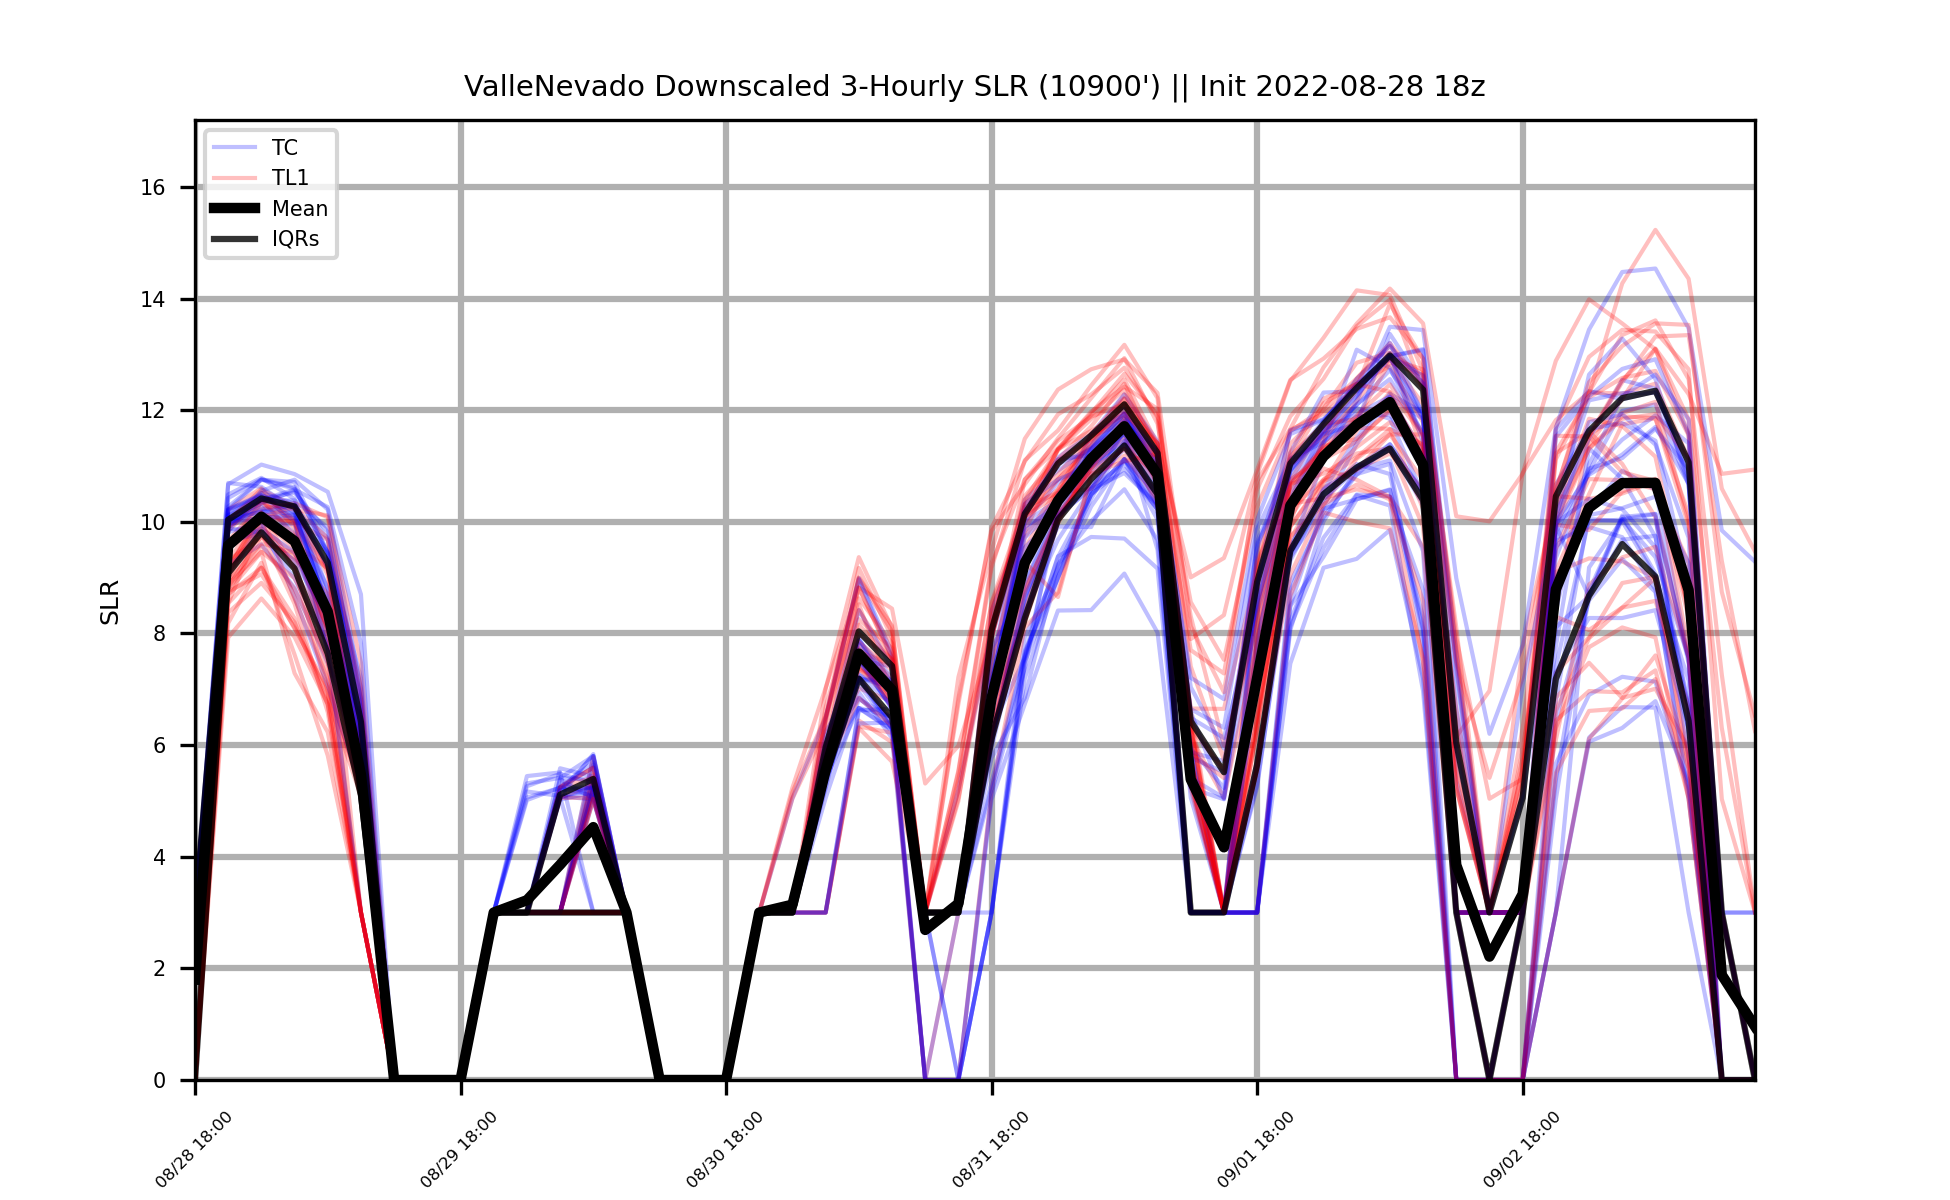 ValleNevado Downscaled 3-Hourly SLR (10900') || Init 2022-08-28 18z
TC
TL1
Mean
IQRs
SLR
16
14
12
10
8
6
4
2
0
08/28 18:00
08/29 18:00
08/30 18:00
08/31 18:00
09/01 18:00
09/02 18:00